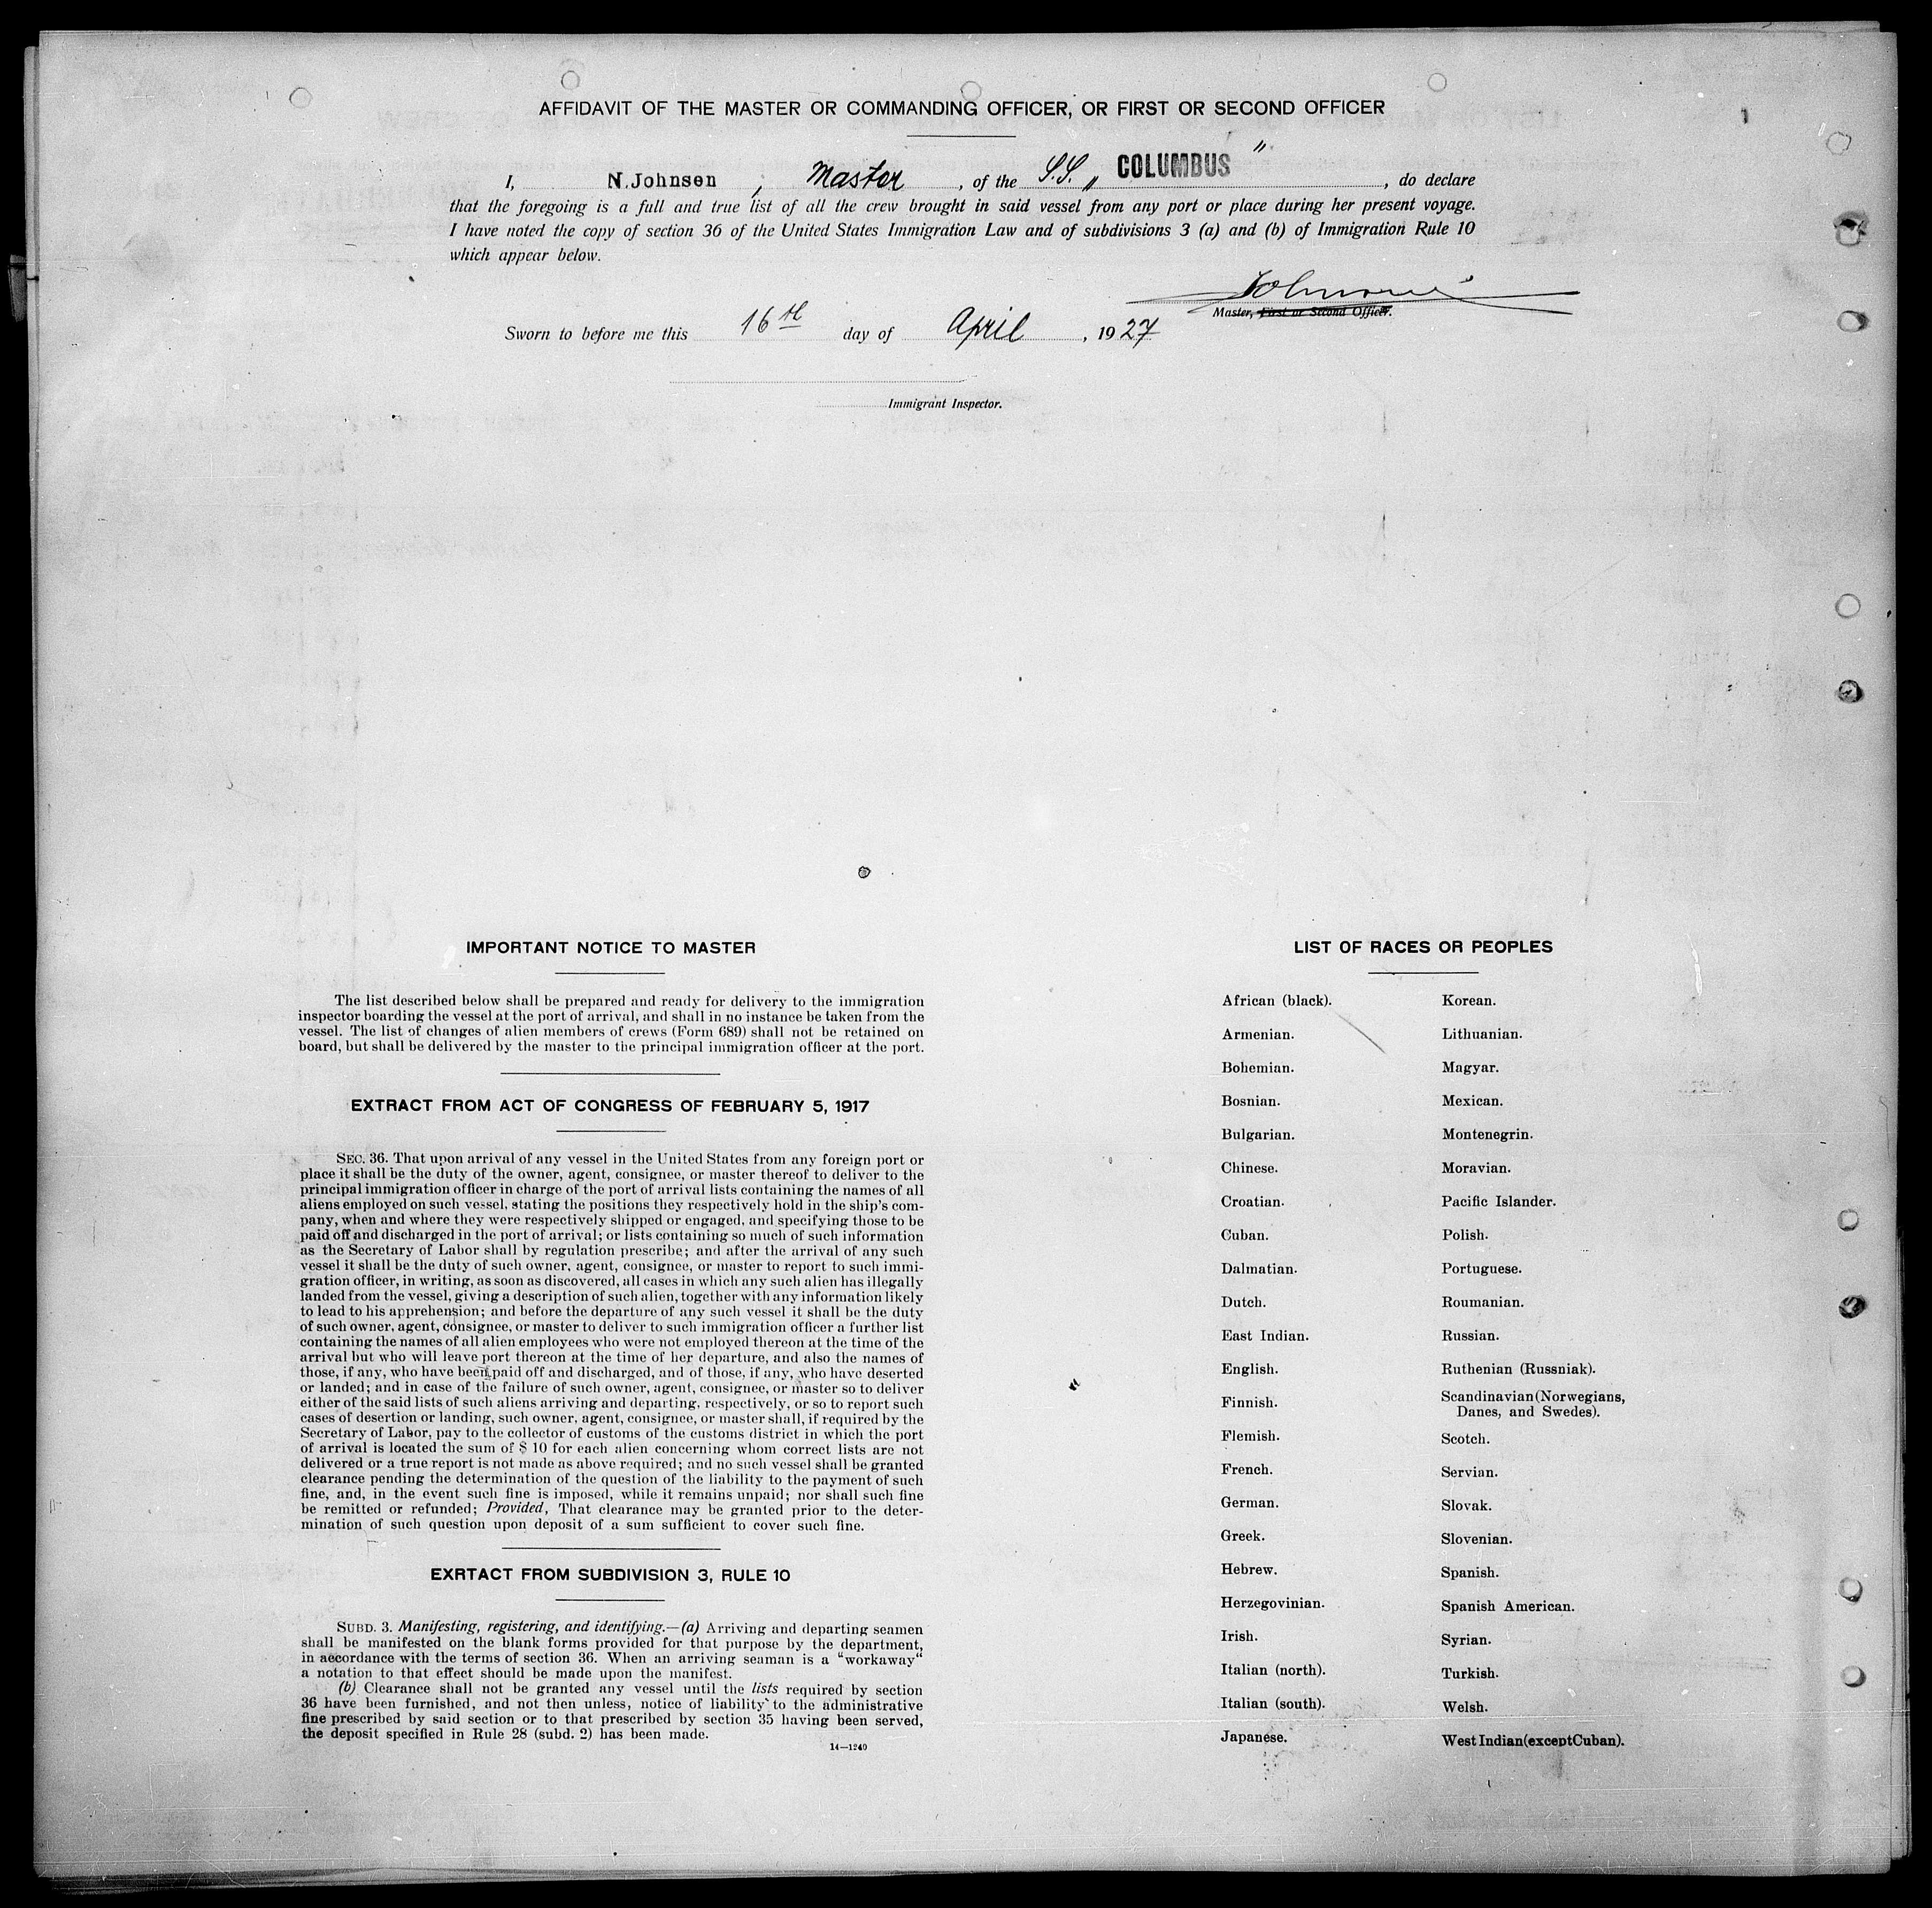 AFFIDAVIT OF THE MASTER OR COMMANDING OFFICER, OR FIRST OR SECOND OFFICER
I, N. Johnsen, Master, of the S.S. „COLUMBUS", do declare
that the foregoing is a full and true list of all the crew brought in said vessel from any port or place during her present voyage.
I have noted the copy of section 36 of the United States Immigration Law and of subdivisions 3 (a) and (b) of Immigration Rule 10
which appear below.
Master, First or Second Officer.
Sworn to before me this 16th day of April, 1927
Immigrant Inspector.
IMPORTANT NOTICE TO MASTER
The list described below shall be prepared and ready for delivery to the immigration
inspector boarding the vessel at the port of arrival, and shall in no instance be taken from the
vessel. The list of changes of alien members of crews (Form 689) shall not be retained on
board, but shall be delivered by the master to the principal immigration officer at the port.
EXTRACT FROM ACT OF CONGRESS OF FEBRUARY 5, 1917
SEC. 36. That upon arrival of any vessel in the United States from any foreign port or
place it shall be the duty of the owner, agent, consignee, or master thereof to deliver to the
principal immigration officer in charge of the port of arrival lists containing the names of all
aliens employed on such vessel, stating the positions they respectively hold in the ship's com-
pany, when and where they were respectively shipped or engaged, and specifying those to be
paid off and discharged in the port of arrival; or lists containing so much of such information
as the Secretary of Labor shall by regulation prescribe; and after the arrival of any such
vessel it shall be the duty of such owner, agent, consignee, or master to report to such immi-
gration officer, in writing, as soon as discovered, all cases in which any such alien has illegally
landed from the vessel, giving a description of such alien, together with any information likely
to lead to his apprehension; and before the departure of any such vessel it shall be the duty
of such owner, agent, consignee, or master to deliver to such immigration officer a further list
containing the names of all alien employees who were not employed thereon at the time of the
arrival but who will leave port thereon at the time of her departure, and also the names of
those, if any, who have been paid off and discharged, and of those, if any, who have deserted
or landed; and in case of the failure of such owner, agent, consignee, or master so to deliver
either of the said lists of such aliens arriving and departing, respectively, or so to report such
cases of desertion or landing, such owner, agent, consignee, or master shall, if required by the
Secretary of Labor, pay to the collector of customs of the customs district in which the port
of arrival is located the sum of $ 10 for each alien concerning whom correct lists are not
delivered or a true report is not made as above required; and no such vessel shall be granted
clearance pending the determination of the question of the liability to the payment of such
fine, and, in the event such fine is imposed, while it remains unpaid; nor shall such fine
be remitted or refunded; Provided, That clearance may be granted prior to the deter-
mination of such question upon deposit of a sum sufficient to cover such fine.
EXRTACT FROM SUBDIVISION 3, RULE 10
SUBD. 3. Manifesting, registering, and identifying.—(a) Arriving and departing seamen
shall be manifested on the blank forms provided for that purpose by the department,
in accordance with the terms of section 36. When an arriving seaman is a "workaway"
a notation to that effect should be made upon the manifest.
(b) Clearance shall not be granted any vessel until the lists required by section
36 have been furnished, and not then unless, notice of liability to the administrative
fine prescribed by said section or to that prescribed by section 35 having been served,
the deposit specified in Rule 28 (subd. 2) has been made.
14—1240
LIST OF RACES OR PEOPLES
African (black).
Armenian.
Bohemian.
Bosnian.
Bulgarian.
Chinese.
Croatian.
Cuban.
Dalmatian.
Dutch.
East Indian.
English.
Finnish.
Flemish.
French.
German.
Greek.
Hebrew.
Herzegovinian.
Irish.
Italian (north).
Italian (south).
Japanese.
Korean.
Lithuanian.
Magyar.
Mexican.
Montenegrin.
Moravian.
Pacific Islander.
Polish.
Portuguese.
Roumanian.
Russian.
Ruthenian (Russniak).
Scandinavian (Norwegians,
Danes, and Swedes).
Scotch.
Servian.
Slovak.
Slovenian.
Spanish.
Spanish American.
Syrian.
Turkish.
Welsh.
West Indian (except Cuban).